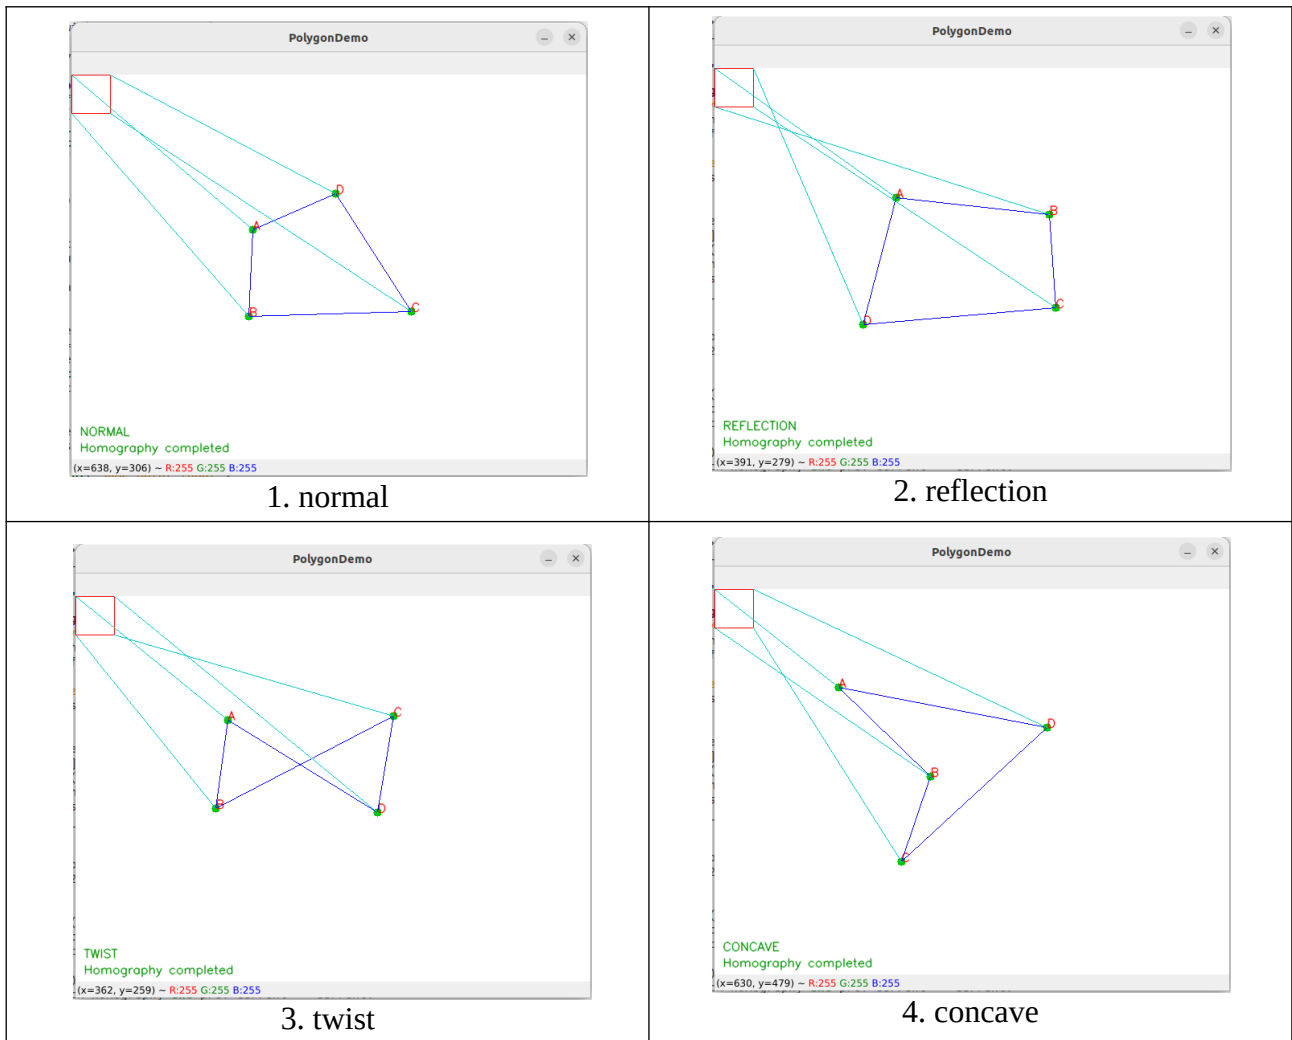 PolygonDemo
D
A
B
C
NORMAL
Homography completed
(x=638, y=306) ~ R:255 G:255 B:255
1. normal
PolygonDemo
A
B
C
D
REFLECTION
Homography completed
(x=391, y=279) ~ R:255 G:255 B:255
2. reflection
PolygonDemo
A
C
B
D
TWIST
Homography completed
(x=362, y=259) ~ R:255 G:255 B:255
3. twist
PolygonDemo
A
D
B
C
CONCAVE
Homography completed
(x=630, y=479) ~ R:255 G:255 B:255
4. concave